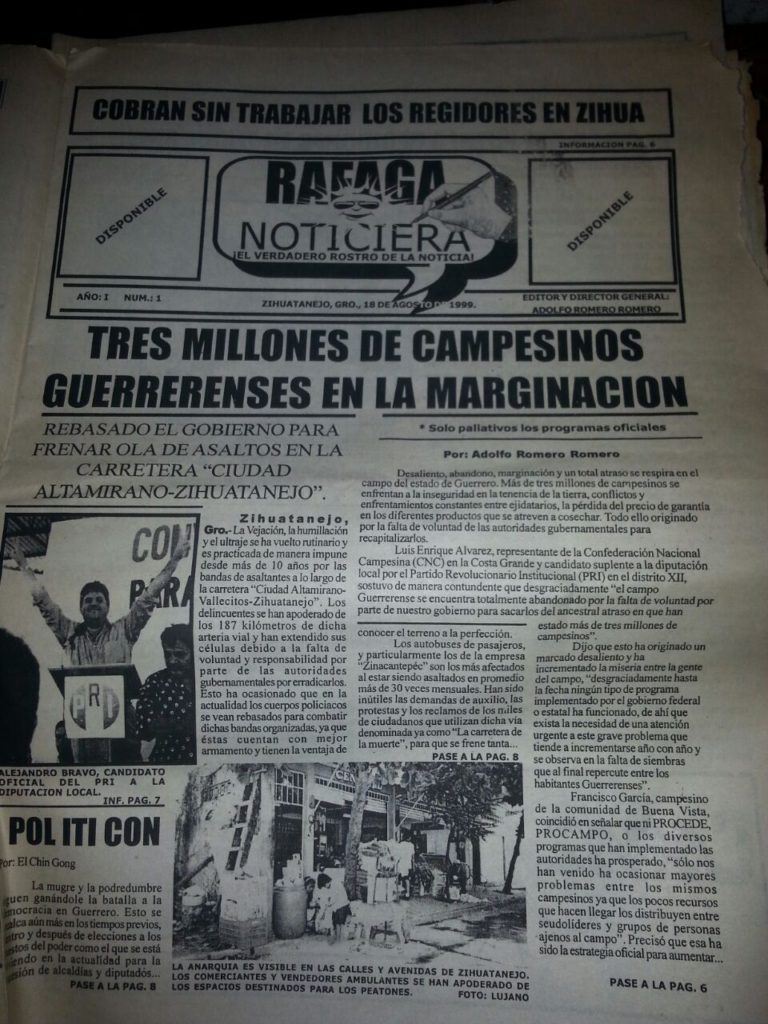 COBRAN SIN TRABAJAR LOS REGIDORES EN ZIHUA
INFORMACION PAG. 6
DISPONIBLE
RAFAGA
NOTICIERA
¡EL VERDADERO ROSTRO DE LA NOTICIA!
DISPONIBLE
AÑO: I NUM.: 1
ZIHUATANEJO, GRO., 18 DE AGOSTO DE 1999.
EDITOR Y DIRECTOR GENERAL:
ADOLFO ROMERO ROMERO
TRES MILLONES DE CAMPESINOS
GUERRERENSES EN LA MARGINACION
REBASADO EL GOBIERNO PARA
FRENAR OLA DE ASALTOS EN LA
CARRETERA “CIUDAD
ALTAMIRANO-ZIHUATANEJO”.
Zihuatanejo,
Gro.- La Vejación, la humillación
y el ultraje se ha vuelto rutinario y
es practicada de manera impune
desde más de 10 años por las
bandas de asaltantes a lo largo de
la carretera “Ciudad Altamirano-
Vallecitos-Zihuatanejo”. Los
delincuentes se han apoderado de
los 187 kilómetros de dicha
arteria vial y han extendido sus
células debido a la falta de
voluntad y responsabilidad por
parte de las autoridades
gubernamentales por erradicarlos.
Esto ha ocasionado que en la
actualidad los cuerpos policiacos
se vean rebasados para combatir
dichas bandas organizadas, ya que
éstas cuentan con mejor
armamento y tienen la ventaja de
conocer el terreno a la perfección.
Los autobuses de pasajeros,
y particularmente los de la empresa
“Zinacantepéc” son los más afectados
al estar siendo asaltados en promedio
más de 30 veces mensuales. Han sido
inútiles las demandas de auxilio, las
protestas y los reclamos de los miles
de ciudadanos que utilizan dicha vía
denominada ya como “La carretera de
la muerte”, para que se frene tanta...
PASE A LA PAG. 8
* Solo paliativos los programas oficiales
Por: Adolfo Romero Romero
Desaliento, abandono, marginación y un total atraso se respira en el
campo del estado de Guerrero. Más de tres millones de campesinos se
enfrentan a la inseguridad en la tenencia de la tierra, conflictos y
enfrentamientos constantes entre ejidatarios, la pérdida del precio de garantía
en los diferentes productos que se atreven a cosechar. Todo ello originado
por la falta de voluntad de las autoridades gubernamentales para
recapitalizarlos.
Luis Enrique Alvarez, representante de la Confederación Nacional
Campesina (CNC) en la Costa Grande y candidato suplente a la diputación
local por el Partido Revolucionario Institucional (PRI) en el distrito XII,
sostuvo de manera contundente que desgraciadamente “el campo
Guerrerense se encuentra totalmente abandonado por la falta de voluntad por
parte de nuestro gobierno para sacarlos del ancestral atraso en que han
estado más de tres millones de
campesinos”.
Dijo que esto ha originado un
marcado desaliento y ha
incrementado la miseria entre la gente
del campo, “desgraciadamente hasta
la fecha ningún tipo de programa
implementado por el gobierno federal
o estatal ha funcionado, de ahí que
exista la necesidad de una atención
urgente a este grave problema que
tiende a incrementarse año con año y
se observa en la falta de siembras
que al final repercute entre los
habitantes Guerrerenses”.
Francisco García, campesino
de la comunidad de Buena Vista,
coincidió en señalar que ni PROCEDE,
PROCAMPO, o los diversos
programas que han implementado las
autoridades ha prosperado, “sólo nos
han venido ha ocasionar mayores
problemas entre los mismos
campesinos ya que los pocos recursos
que hacen llegar los distribuyen entre
seudolíderes y grupos de personas
ajenos al campo”. Precisó que esa ha
sido la estrategia oficial para aumentar...
PASE A LA PAG. 6
CON
PARA
PRI
ALEJANDRO BRAVO, CANDIDATO
OFICIAL DEL PRI A LA
DIPUTACION LOCAL.
INF. PAG. 7
POL ITI CON
Por: El Chin Gong
La mugre y la podredumbre
ganándole la batalla a la
en Guerrero. Esto se
aún más en los tiempos previos,
y después de elecciones a los
del poder como el que se está
en la actualidad para la
de alcaldías y diputados...
PASE A LA PAG. 8
LA ANARQUIA ES VISIBLE EN LAS CALLES Y AVENIDAS DE ZIHUATANEJO.
LOS COMERCIANTES Y VENDEDORES AMBULANTES SE HAN APODERADO DE
LOS ESPACIOS DESTINADOS PARA LOS PEATONES. FOTO: LUJANO